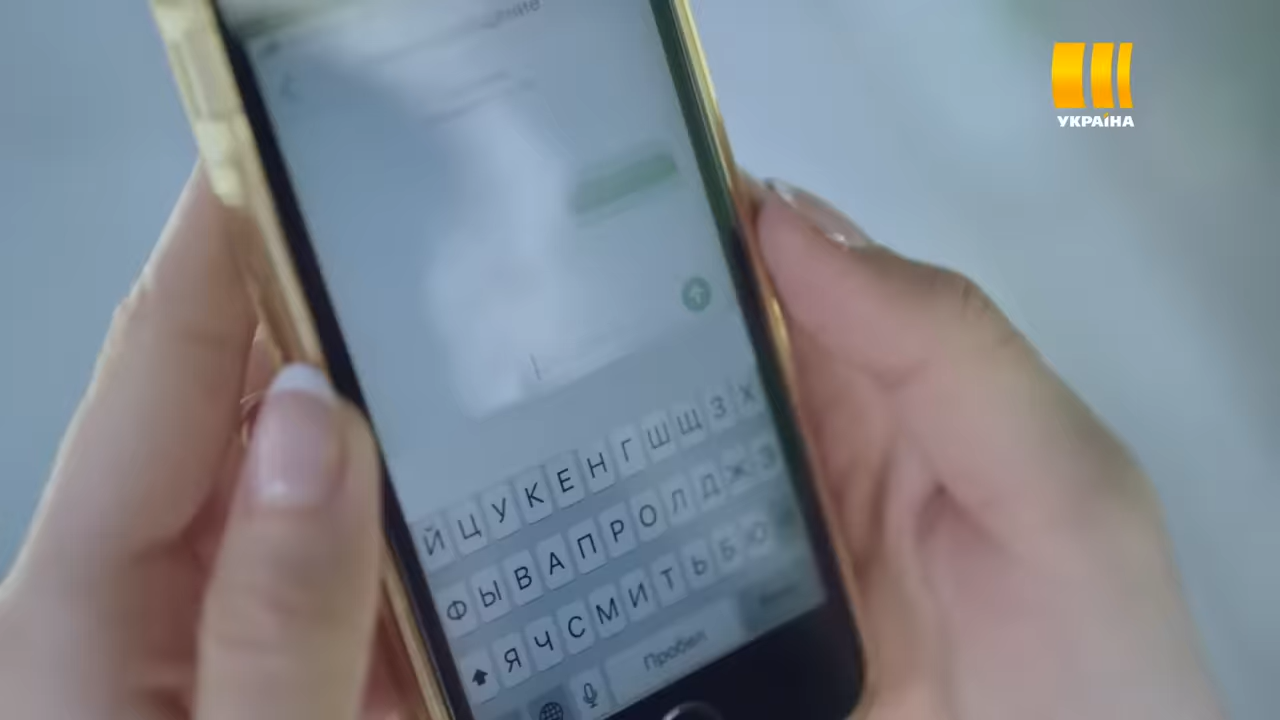 УКРАЇНА
Й Ц У К Е Н Г Ш Щ З Х
Ф Ы В А П Р О Л Д Ж Э
Я Ч С М И Т Ь Б Ю
Пробел